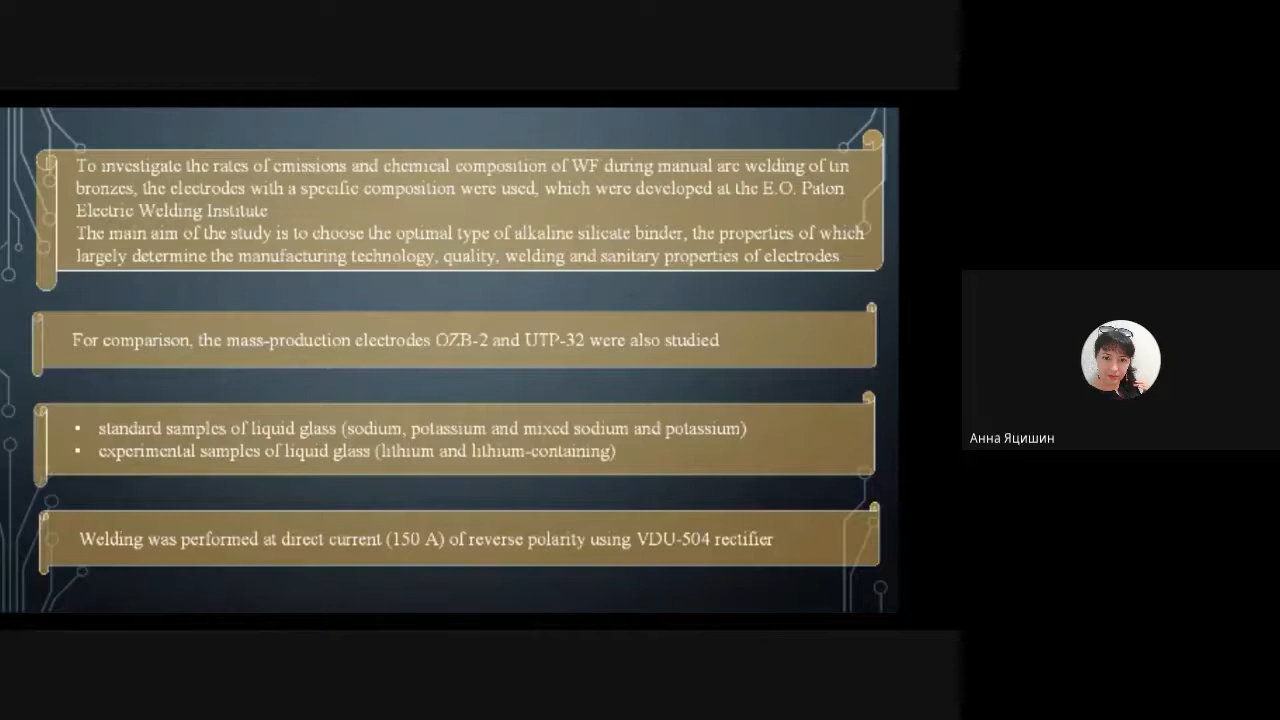 To investigate the rates of emissions and chemical composition of WF during manual arc welding of tin
bronzes, the electrodes with a specific composition were used, which were developed at the E.O. Paton
Electric Welding Institute
The main aim of the study is to choose the optimal type of alkaline silicate binder, the properties of which
largely determine the manufacturing technology, quality, welding and sanitary properties of electrodes
For comparison, the mass-production electrodes OZB-2 and UTP-32 were also studied
• standard samples of liquid glass (sodium, potassium and mixed sodium and potassium)
• experimental samples of liquid glass (lithium and lithium-containing)
Welding was performed at direct current (150 A) of reverse polarity using VDU-504 rectifier
Анна Яцишин